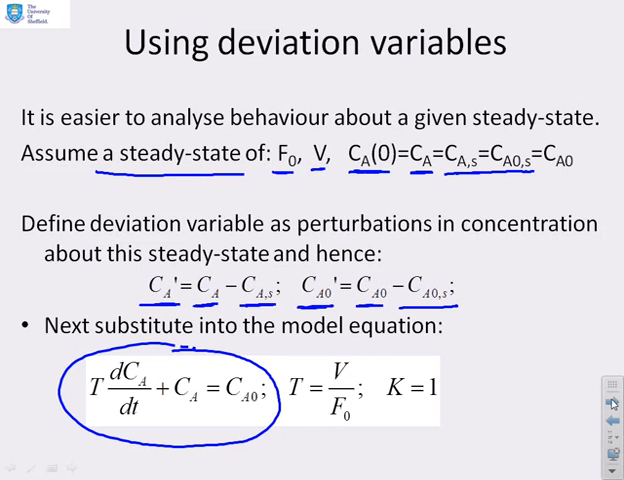 The
University
Of
Sheffield.
Using deviation variables
It is easier to analyse behaviour about a given steady-state.
Assume a steady-state of: F₀, V, C_A(0)=C_A=C_A,s=C_A0,s=C_A0
Define deviation variable as perturbations in concentration
about this steady-state and hence:
C_A' = C_A − C_A,s; C_A0' = C_A0 − C_A0,s;
• Next substitute into the model equation:
T dC_A/dt + C_A = C_A0; T = V/F₀; K = 1